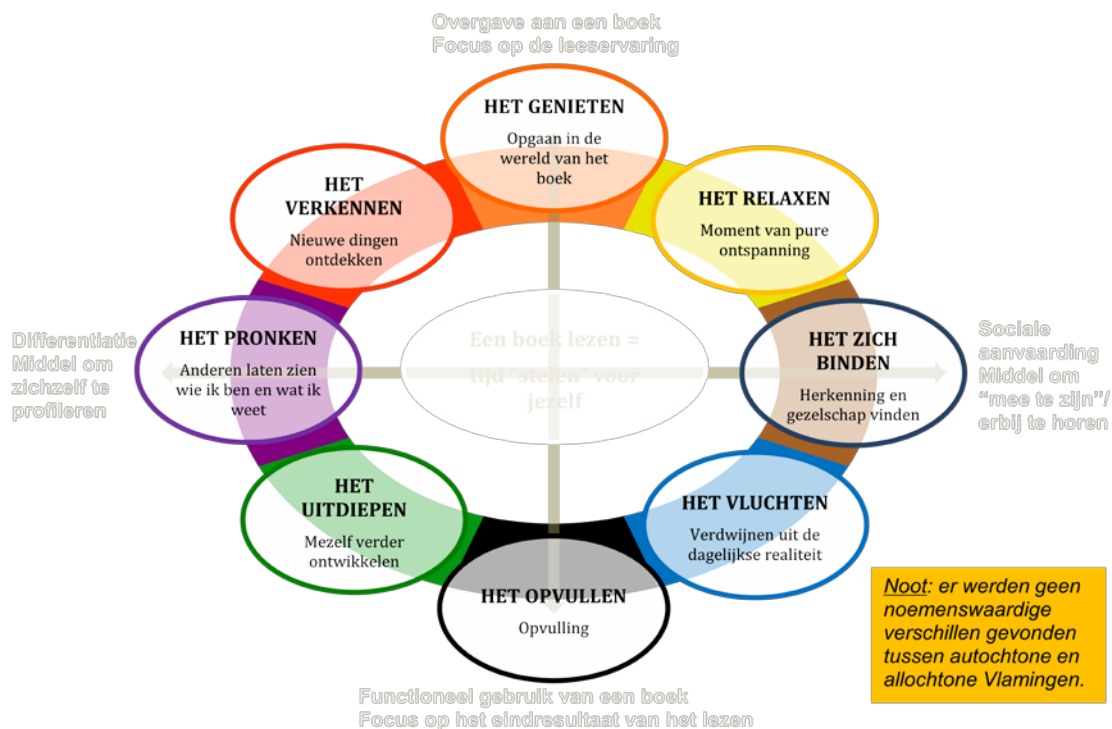 Overgave aan een boek
Focus op de leeservaring
HET GENIETEN
Opgaan in de
wereld van het
boek
HET
VERKENNEN
Nieuwe dingen
ontdekken
HET RELAXEN
Moment van pure
ontspanning
Differentiatie
Middel om
zichzelf te
profileren
HET PRONKEN
Anderen laten zien
wie ik ben en wat ik
weet
Een boek lezen =
tijd "stelen" voor
jezelf
HET ZICH
BINDEN
Herkenning en
gezelschap vinden
Sociale
aanvaarding
Middel om
“mee te zijn”/
erbij te horen
HET
UITDIEPEN
Mezelf verder
ontwikkelen
HET VLUCHTEN
Verdwijnen uit de
dagelijkse realiteit
HET OPVULLEN
Opvulling
Noot: er werden geen
noemenswaardige
verschillen gevonden
tussen autochtone en
allochtone Vlamingen.
Functioneel gebruik van een boek
Focus op het eindresultaat van het lezen